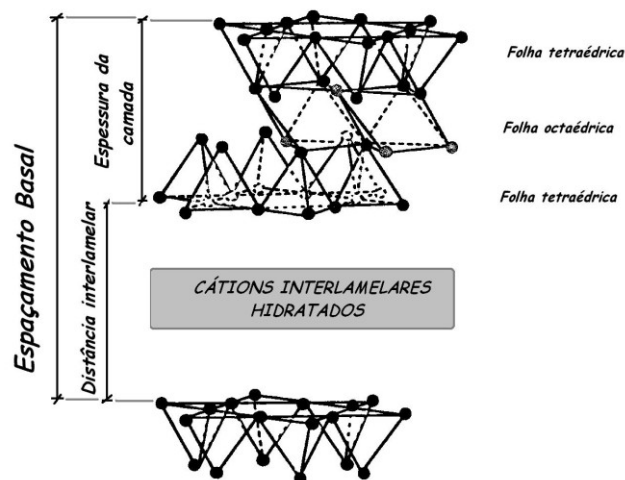 Espaçamento Basal
Espessura da
camada
Distância interlamelar
Folha tetraédrica
Folha octaédrica
Folha tetraédrica
CÁTIONS INTERLAMELARES
HIDRATADOS